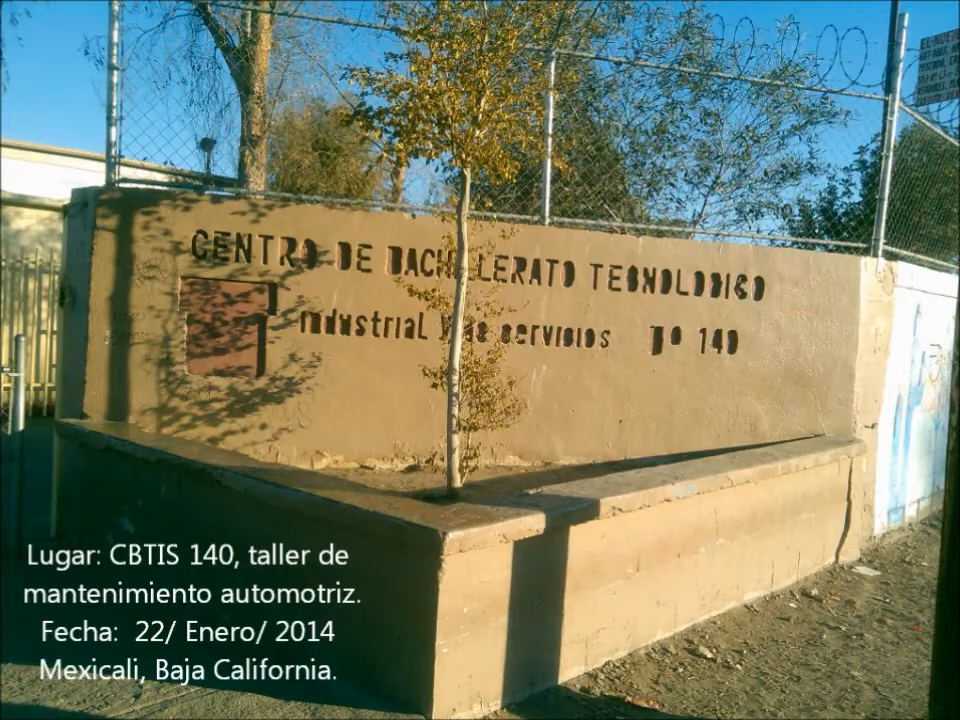 CENTRO DE BACHILLERATO TECNOLOGICO
industrial y de servicios Nº 140
Lugar: CBTIS 140, taller de
mantenimiento automotriz.
Fecha: 22/ Enero/ 2014
Mexicali, Baja California.